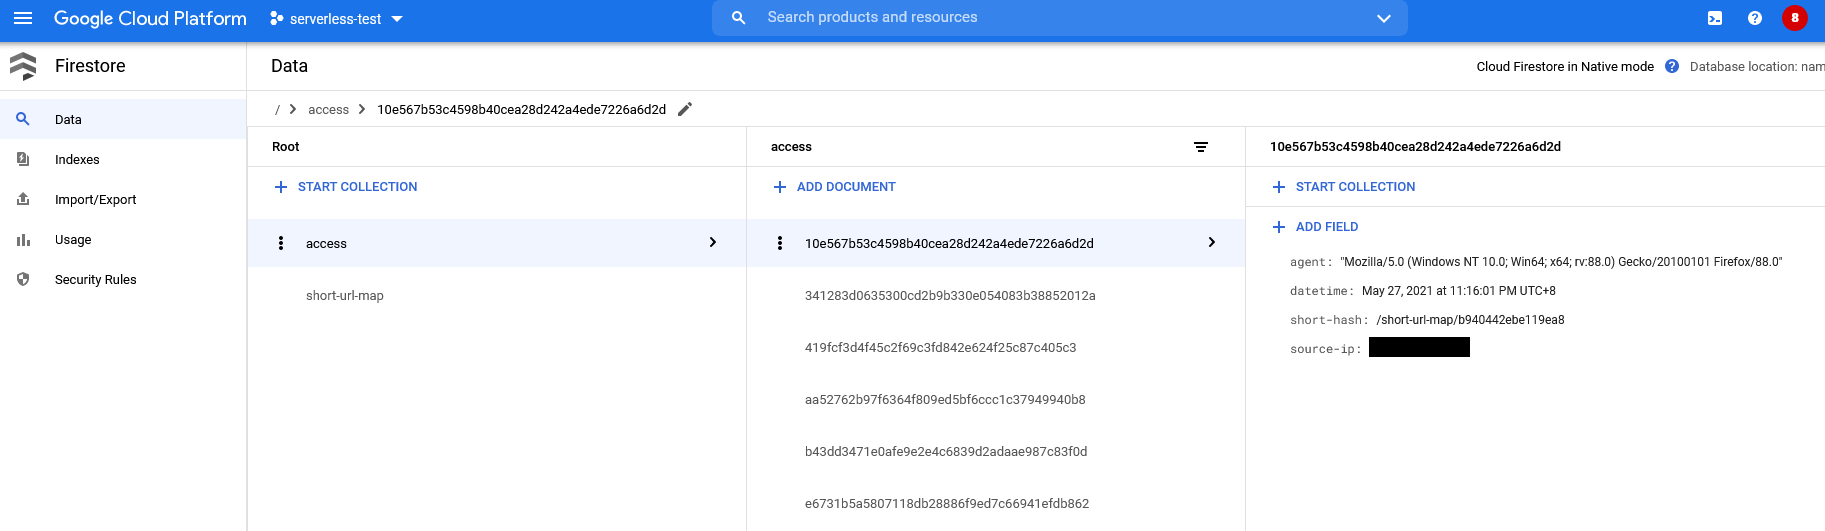 Google Cloud Platform
serverless-test
Search products and resources
8
Firestore
Data
Cloud Firestore in Native mode
Database location: nam
Data
Indexes
Import/Export
Usage
Security Rules
/ access 10e567b53c4598b40cea28d242a4ede7226a6d2d
Root
START COLLECTION
access
short-url-map
access
ADD DOCUMENT
10e567b53c4598b40cea28d242a4ede7226a6d2d
341283d0635300cd2b9b330e054083b38852012a
419fcf3d4f45c2f69c3fd842e624f25c87c405c3
aa52762b97f6364f809ed5bf6ccc1c37949940b8
b43dd3471e0afe9e2e4c6839d2adaae987c83f0d
e6731b5a5807118db28886f9ed7c66941efdb862
10e567b53c4598b40cea28d242a4ede7226a6d2d
START COLLECTION
ADD FIELD
agent: "Mozilla/5.0 (Windows NT 10.0; Win64; x64; rv:88.0) Gecko/20100101 Firefox/88.0"
datetime: May 27, 2021 at 11:16:01 PM UTC+8
short-hash: /short-url-map/b940442ebe119ea8
source-ip: